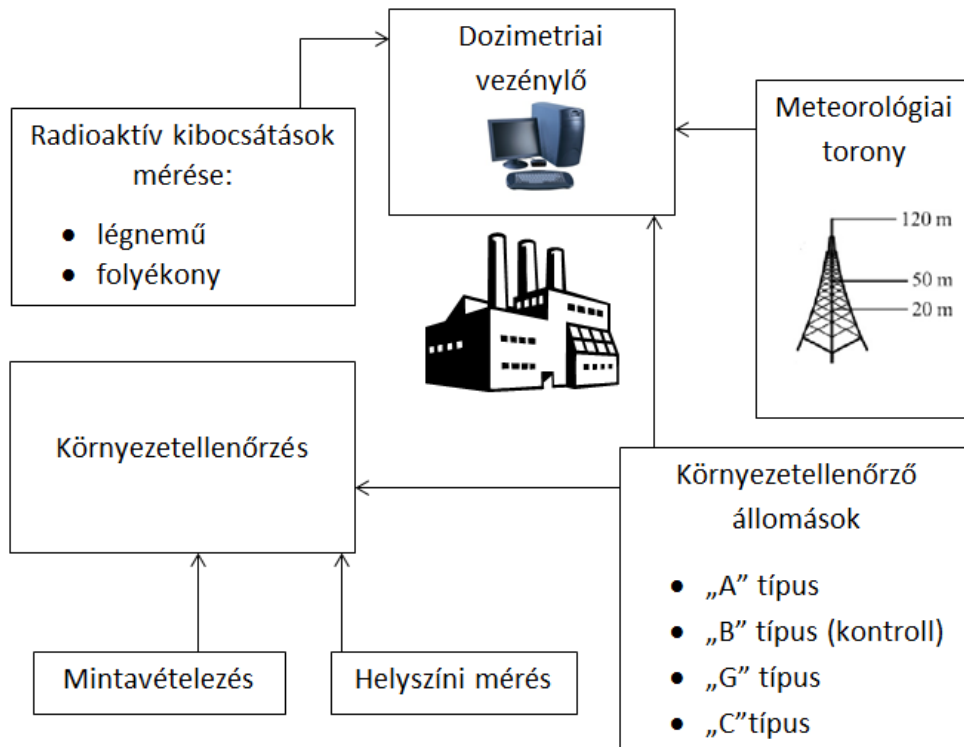 Dozimetriai
vezénylő
Radioaktív kibocsátások
mérése:
• légnemű
• folyékony
Meteorológiai
torony
120 m
50 m
20 m
Környezetellenőrzés
Környezetellenőrző
állomások
• „A” típus
• „B” típus (kontroll)
• „G” típus
• „C”típus
Mintavételezés
Helyszíni mérés